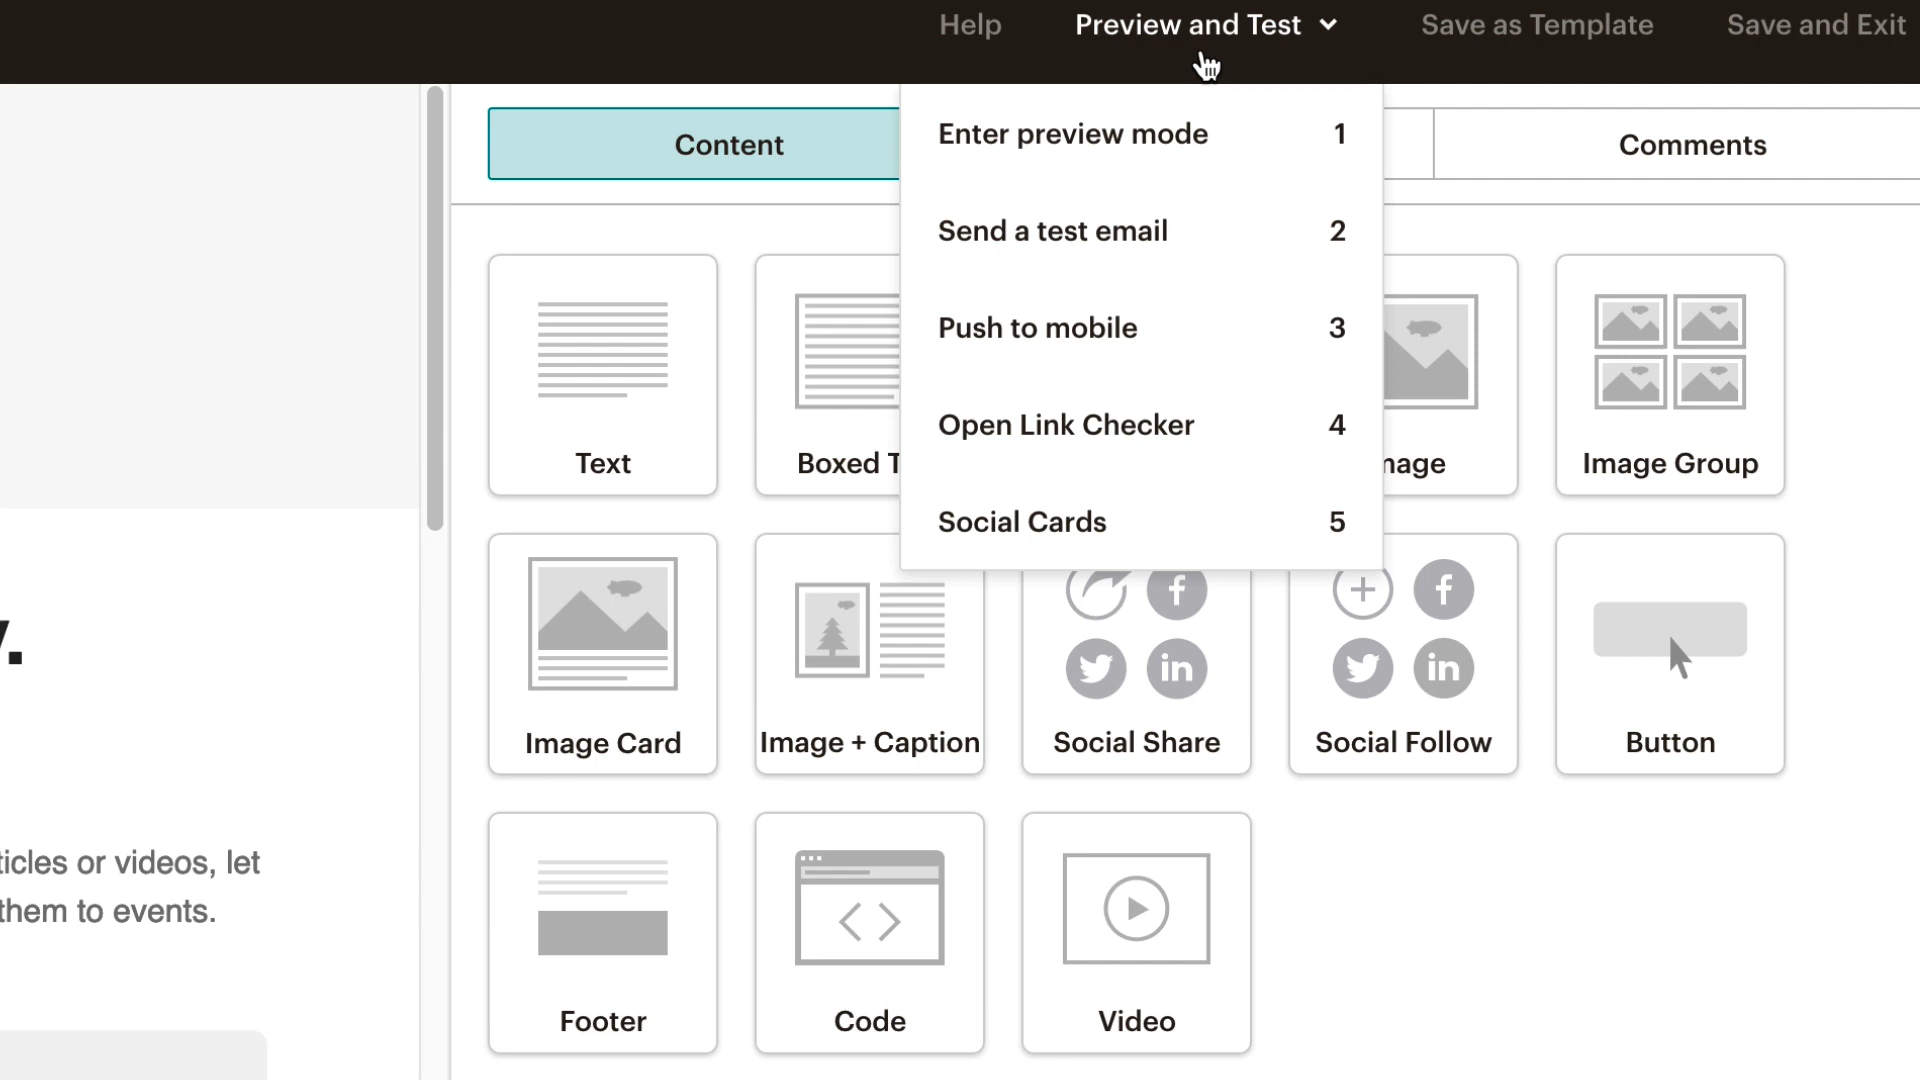 Help
Preview and Test
Save as Template
Save and Exit
Content
Comments
Enter preview mode 1
Send a test email 2
Push to mobile 3
Open Link Checker 4
Social Cards 5
Text
Boxed
Image Group
Image Card
Image + Caption
Social Share
Social Follow
Button
Footer
Code
Video
or videos, let
them to events.